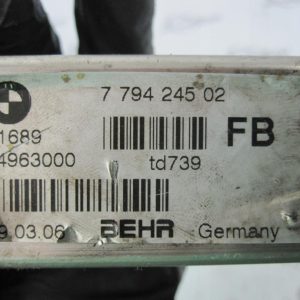 7 794 245 02
1689
FB
4963000
td739
9.03.06
BEHR
Germany